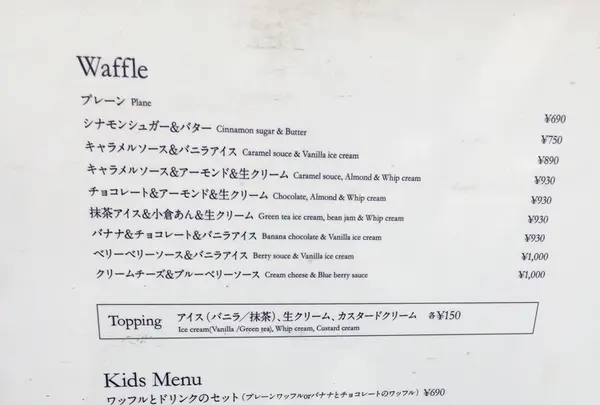 Waffle
プレーン Plane ¥690
シナモンシュガー&バター Cinnamon sugar & Butter ¥750
キャラメルソース&バニラアイス Caramel souce & Vanilla ice cream ¥890
キャラメルソース&アーモンド&生クリーム Caramel souce, Almond & Whip cream ¥930
チョコレート&アーモンド&生クリーム Chocolate, Almond & Whip cream ¥930
抹茶アイス&小倉あん&生クリーム Green tea ice cream, bean jam & Whip cream ¥930
バナナ&チョコレート&バニラアイス Banana chocolate & Vanilla ice cream ¥930
ベリーベリーソース&バニラアイス Berry souce & Vanilla ice cream ¥1,000
クリームチーズ&ブルーベリーソース Cream cheese & Blue berry sauce ¥1,000
Topping アイス(バニラ/抹茶)、生クリーム、カスタードクリーム 各¥150
Ice cream(Vanilla /Green tea), Whip cream, Custard cream
Kids Menu
ワッフルとドリンクのセット(プレーンワッフルorバナナとチョコレートのワッフル) ¥690